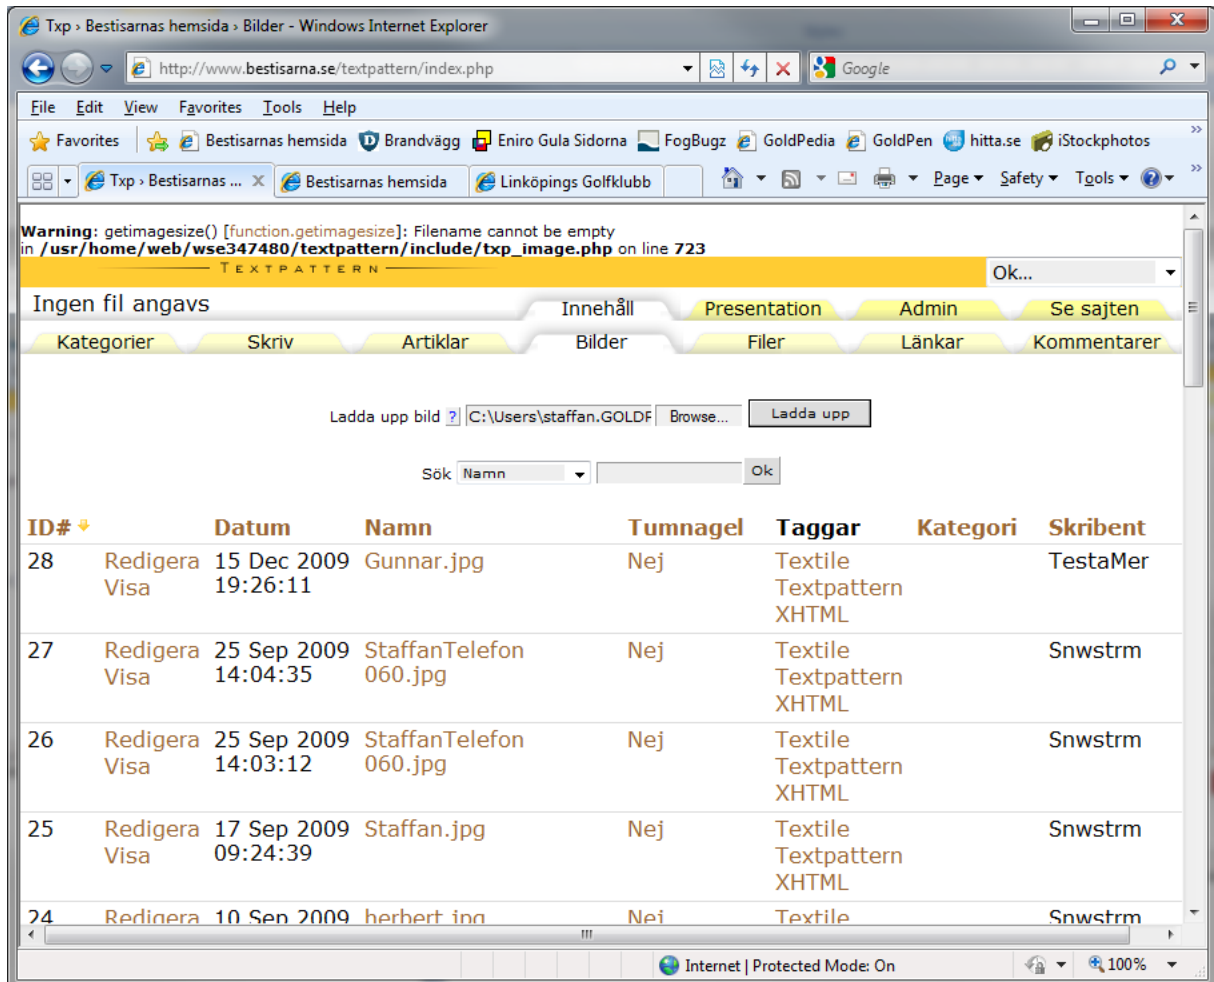 Txp › Bestisarnas hemsida › Bilder - Windows Internet Explorer
http://www.bestisarna.se/textpattern/index.php
Google
File Edit View Favorites Tools Help
Favorites Bestisarnas hemsida Brandvägg Eniro Gula Sidorna FogBugz GoldPedia GoldPen hitta.se iStockphotos
Txp › Bestisarnas ... Bestisarnas hemsida Linköpings Golfklubb Page Safety Tools
Warning: getimagesize() [function.getimagesize]: Filename cannot be empty
in /usr/home/web/wse347480/textpattern/include/txp_image.php on line 723
TEXTPATTERN
Ok...
Ingen fil angavs Innehåll Presentation Admin Se sajten
Kategorier Skriv Artiklar Bilder Filer Länkar Kommentarer
Ladda upp bild ? C:\Users\staffan.GOLDF Browse... Ladda upp
Sök Namn Ok
ID# Datum Namn Tumnagel Taggar Kategori Skribent
28 Redigera 15 Dec 2009 Gunnar.jpg Nej Textile TestaMer
Visa 19:26:11 Textpattern
XHTML
27 Redigera 25 Sep 2009 StaffanTelefon Nej Textile Snwstrm
Visa 14:04:35 060.jpg Textpattern
XHTML
26 Redigera 25 Sep 2009 StaffanTelefon Nej Textile Snwstrm
Visa 14:03:12 060.jpg Textpattern
XHTML
25 Redigera 17 Sep 2009 Staffan.jpg Nej Textile Snwstrm
Visa 09:24:39 Textpattern
XHTML
24 Redigera 10 Sep 2009 herbert.jpg Nej Textile Snwstrm
Internet | Protected Mode: On 100%